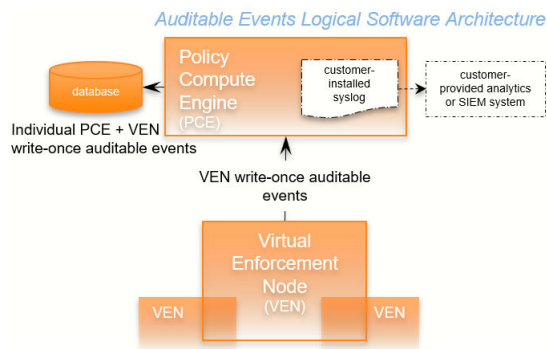 Auditable Events Logical Software Architecture
Policy
Compute
Engine
(PCE)
customer-
installed
syslog
customer-
provided analytics
or SIEM system
database
Individual PCE + VEN
write-once auditable events
VEN write-once auditable
events
Virtual
Enforcement
Node
(VEN)
VEN
VEN